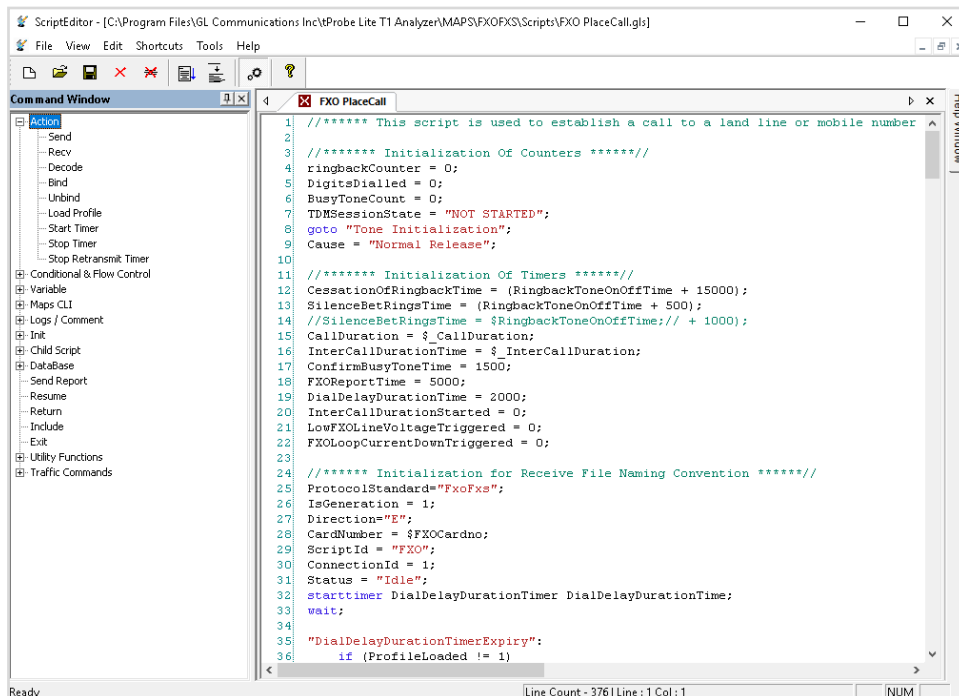 ScriptEditor - [C:\Program Files\GL Communications Inc\tProbe Lite T1 Analyzer\MAPS\FXOFXS\Scripts\FXO PlaceCall.gls]
File View Edit Shortcuts Tools Help
Command Window
Action
Send
Recv
Decode
Bind
Unbind
Load Profile
Start Timer
Stop Timer
Stop Retransmit Timer
Conditional & Flow Control
Variable
Maps CLI
Logs / Comment
Init
Child Script
DataBase
Send Report
Resume
Return
Include
Exit
Utility Functions
Traffic Commands
FXO PlaceCall
1 //****** This script is used to establish a call to a land line or mobile number
2
3 //******* Initialization Of Counters ******//
4 ringbackCounter = 0;
5 DigitsDialled = 0;
6 BusyToneCount = 0;
7 TDMSessionState = "NOT STARTED";
8 goto "Tone Initialization";
9 Cause = "Normal Release";
10
11 //******* Initialization Of Timers ******//
12 CessationOfRingbackTime = (RingbackToneOnOffTime + 15000);
13 SilenceBetRingsTime = (RingbackToneOnOffTime + 500);
14 //SilenceBetRingsTime = $RingbackToneOnOffTime;// + 1000);
15 CallDuration = $_CallDuration;
16 InterCallDurationTime = $_InterCallDuration;
17 ConfirmBusyToneTime = 1500;
18 FXOReportTime = 5000;
19 DialDelayDurationTime = 2000;
20 InterCallDurationStarted = 0;
21 LowFXOLineVoltageTriggered = 0;
22 FXOLoopCurrentDownTriggered = 0;
23
24 //****** Initialization for Receive File Naming Convention ******//
25 ProtocolStandard="FxoFxs";
26 IsGeneration = 1;
27 Direction="E";
28 CardNumber = $FXOCardno;
29 ScriptId = "FXO";
30 ConnectionId = 1;
31 Status = "Idle";
32 starttimer DialDelayDurationTimer DialDelayDurationTime;
33 wait;
34
35 "DialDelayDurationTimerExpiry":
36 if (ProfileLoaded != 1)
Help Window
Ready
Line Count - 376 | Line : 1 Col : 1
NUM